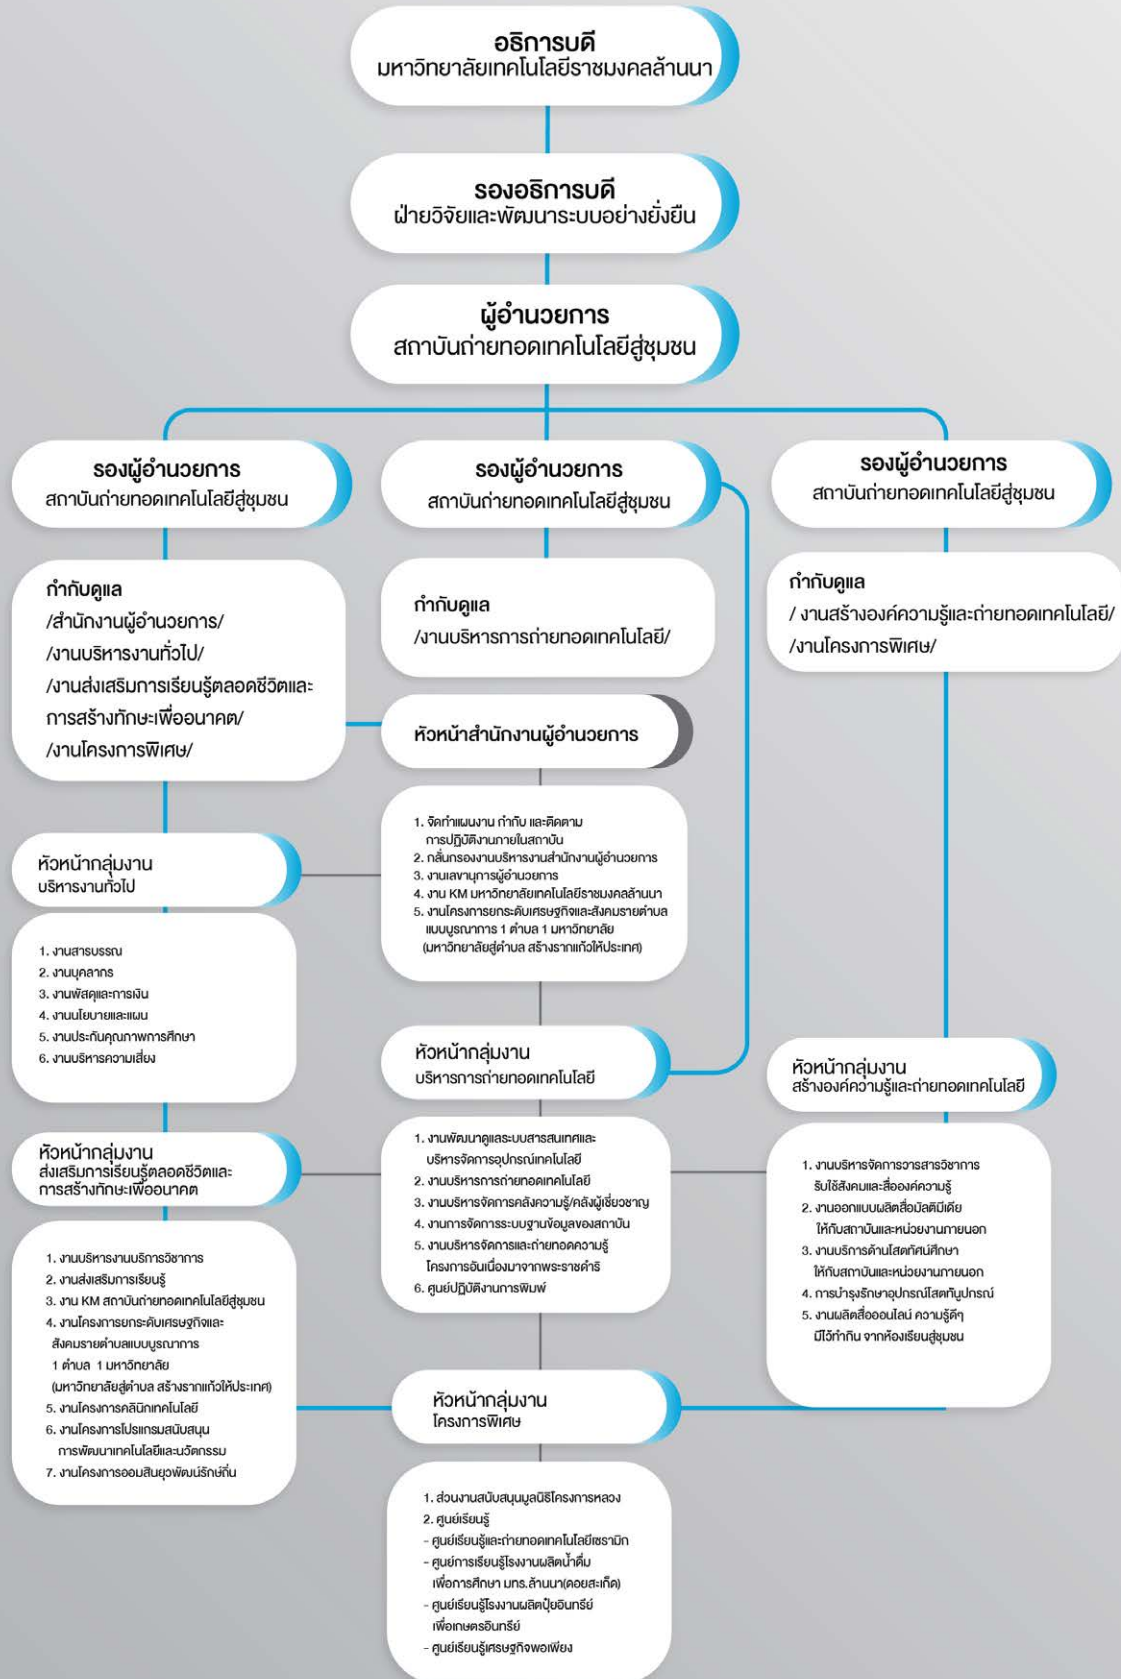 อธิการบดี
มหาวิทยาลัยเทคโนโลยีราชมงคลล้านนา
รองอธิการบดี
ฝ่ายวิจัยและพัฒนาระบบอย่างยั่งยืน
ผู้อำนวยการ
สถาบันถ่ายทอดเทคโนโลยีสู่ชุมชน
รองผู้อำนวยการ
สถาบันถ่ายทอดเทคโนโลยีสู่ชุมชน
กำกับดูแล
/สำนักงานผู้อำนวยการ/
/งานบริหารงานทั่วไป/
/งานส่งเสริมการเรียนรู้ตลอดชีวิตและ
การสร้างทักษะเพื่ออนาคต/
/งานโครงการพิเศษ/
รองผู้อำนวยการ
สถาบันถ่ายทอดเทคโนโลยีสู่ชุมชน
กำกับดูแล
/งานบริหารการถ่ายทอดเทคโนโลยี/
รองผู้อำนวยการ
สถาบันถ่ายทอดเทคโนโลยีสู่ชุมชน
กำกับดูแล
/ งานสร้างองค์ความรู้และถ่ายทอดเทคโนโลยี/
/งานโครงการพิเศษ/
หัวหน้าสำนักงานผู้อำนวยการ
1. จัดทำแผนงาน กำกับ และติดตาม
การปฏิบัติงานภายในสถาบัน
2. กลั่นกรองงานบริหารงานสำนักงานผู้อำนวยการ
3. งานเลขานุการผู้อำนวยการ
4. งาน KM มหาวิทยาลัยเทคโนโลยีราชมงคลล้านนา
5. งานโครงการยกระดับเศรษฐกิจและสังคมรายตำบล
แบบบูรณาการ 1 ตำบล 1 มหาวิทยาลัย
(มหาวิทยาลัยสู่ตำบล สร้างรากแก้วให้ประเทศ)
หัวหน้ากลุ่มงาน
บริหารงานทั่วไป
1. งานสารบรรณ
2. งานบุคลากร
3. งานพัสดุและการเงิน
4. งานนโยบายและแผน
5. งานประกันคุณภาพการศึกษา
6. งานบริหารความเสี่ยง
หัวหน้ากลุ่มงาน
ส่งเสริมการเรียนรู้ตลอดชีวิตและ
การสร้างทักษะเพื่ออนาคต
1. งานบริหารงานบริการวิชาการ
2. งานส่งเสริมการเรียนรู้
3. งาน KM สถาบันถ่ายทอดเทคโนโลยีสู่ชุมชน
4. งานโครงการยกระดับเศรษฐกิจและ
สังคมรายตำบลแบบบูรณาการ
1 ตำบล 1 มหาวิทยาลัย
(มหาวิทยาลัยสู่ตำบล สร้างรากแก้วให้ประเทศ)
5. งานโครงการคลินิกเทคโนโลยี
6. งานโครงการโปรแกรมสนับสนุน
การพัฒนาเทคโนโลยีและนวัตกรรม
7. งานโครงการออมสินยุวพัฒน์รักษ์ถิ่น
หัวหน้ากลุ่มงาน
บริหารการถ่ายทอดเทคโนโลยี
1. งานพัฒนาดูแลระบบสารสนเทศและ
บริหารจัดการอุปกรณ์เทคโนโลยี
2. งานบริหารการถ่ายทอดเทคโนโลยี
3. งานบริหารจัดการคลังความรู้/คลังผู้เชี่ยวชาญ
4. งานการจัดการระบบฐานข้อมูลของสถาบัน
5. งานบริหารจัดการและถ่ายทอดความรู้
โครงการอันเนื่องมาจากพระราชดำริ
6. ศูนย์ปฏิบัติงานการพิมพ์
หัวหน้ากลุ่มงาน
สร้างองค์ความรู้และถ่ายทอดเทคโนโลยี
1. งานบริหารจัดการวารสารวิชาการ
รับใช้สังคมและสื่อองค์ความรู้
2. งานออกแบบผลิตสื่อมัลติมีเดีย
ให้กับสถาบันและหน่วยงานภายนอก
3. งานบริการด้านโสตทัศน์ศึกษา
ให้กับสถาบันและหน่วยงานภายนอก
4. การบำรุงรักษาอุปกรณ์โสตทันูปกรณ์
5. งานผลิตสื่อออนไลน์ ความรู้ดีๆ
มีไว้ทำกิน จากห้องเรียนสู่ชุมชน
หัวหน้ากลุ่มงาน
โครงการพิเศษ
1. ส่วนงานสนับสนุนมูลนิธิโครงการหลวง
2. ศูนย์เรียนรู้
- ศูนย์เรียนรู้และถ่ายทอดเทคโนโลยีเซรามิก
- ศูนย์การเรียนรู้โรงงานผลิตน้ำดื่ม
เพื่อการศึกษา มทร.ล้านนา(ดอยสะเก็ด)
- ศูนย์เรียนรู้โรงงานผลิตปุ๋ยอินทรีย์
เพื่อเกษตรอินทรีย์
- ศูนย์เรียนรู้เศรษฐกิจพอเพียง